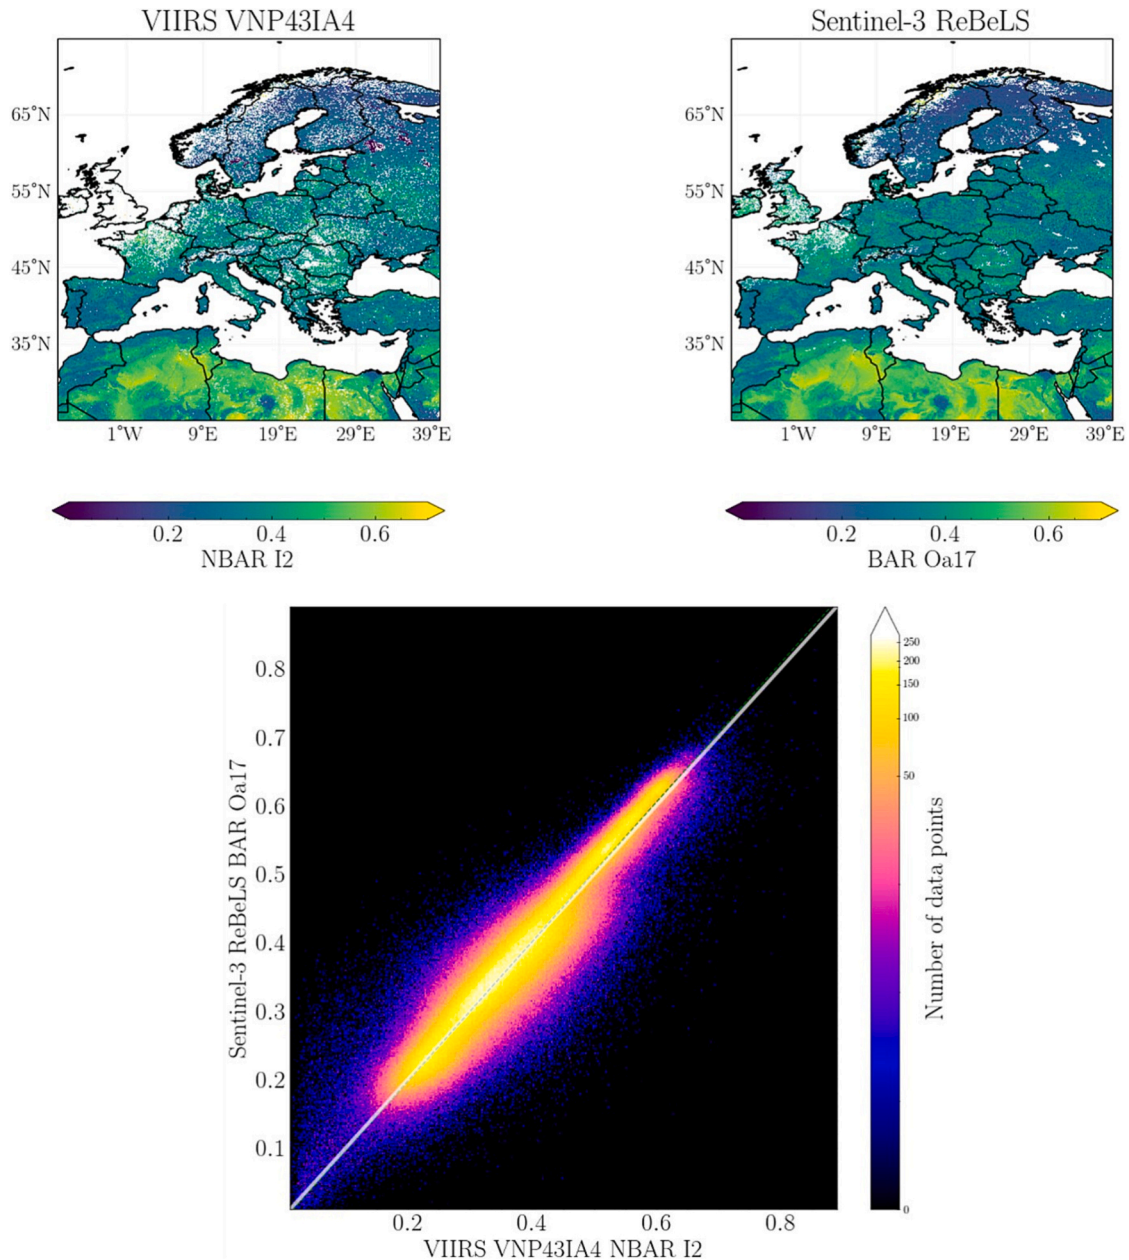 VIIRS VNP43IA4
Sentinel-3 ReBeLS
65°N
55°N
45°N
35°N
1°W 9°E 19°E 29°E 39°E
65°N
55°N
45°N
35°N
1°W 9°E 19°E 29°E 39°E
0.2 0.4 0.6
NBAR I2
0.2 0.4 0.6
BAR Oa17
0.8
0.7
0.6
0.5
0.4
0.3
0.2
0.1
Sentinel-3 ReBeLS BAR Oa17
0.2 0.4 0.6 0.8
VIIRS VNP43IA4 NBAR I2
250
200
150
100
50
0
Number of data points